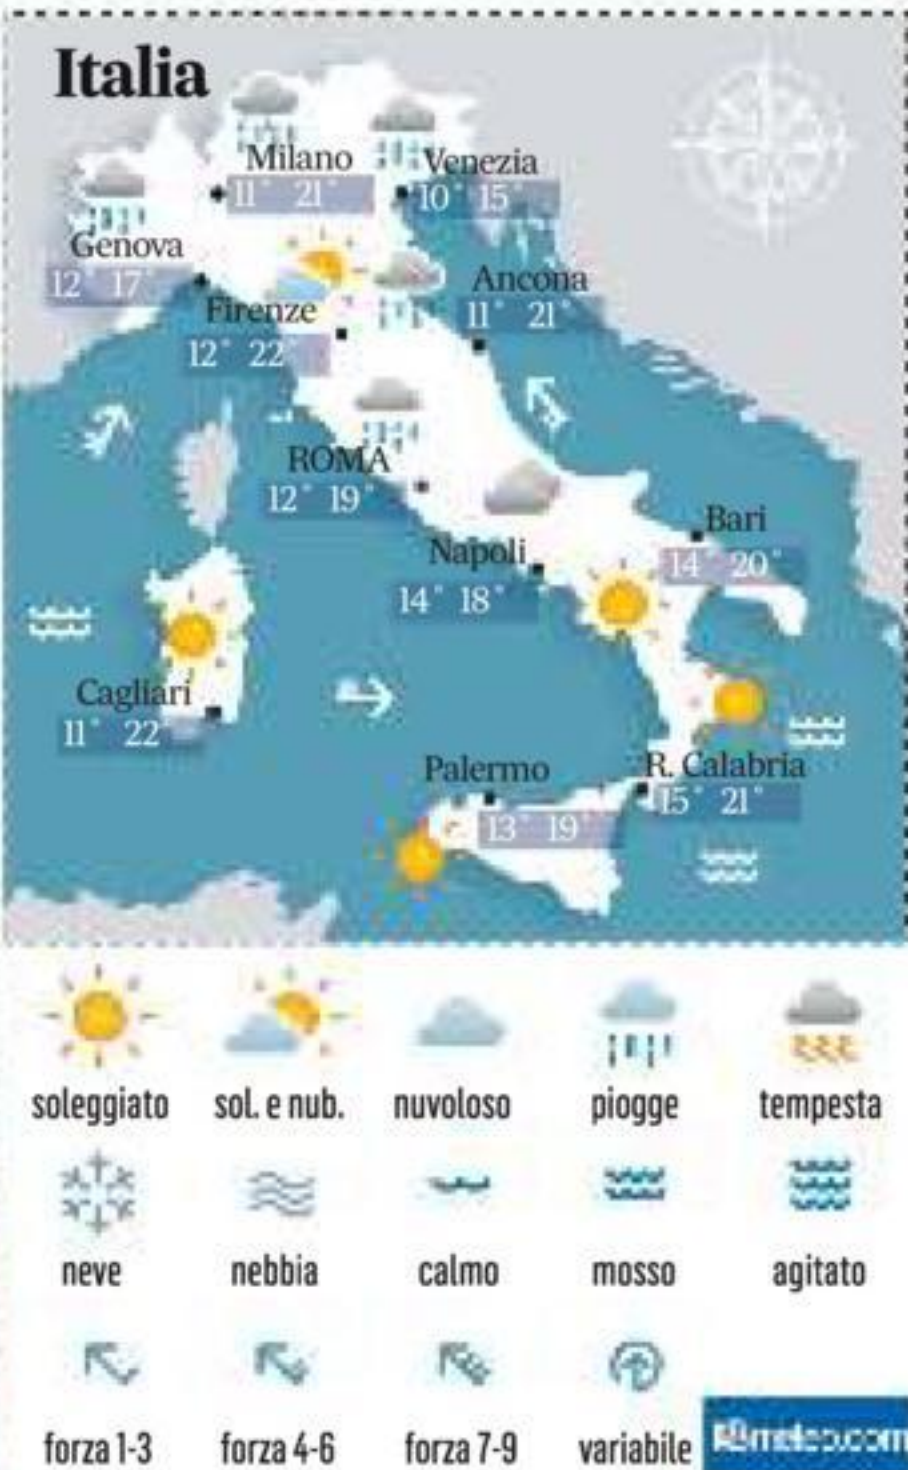 Italia
Milano
11° 21°
Venezia
10° 15°
Genova
12° 17°
Ancona
11° 21°
Firenze
12° 22°
ROMA
12° 19°
Bari
14° 20°
Napoli
14° 18°
Cagliari
11° 22°
Palermo
13° 19°
R. Calabria
15° 21°
soleggiato sol. e nub. nuvoloso piogge tempesta
neve nebbia calmo mosso agitato
forza 1-3 forza 4-6 forza 7-9 variabile